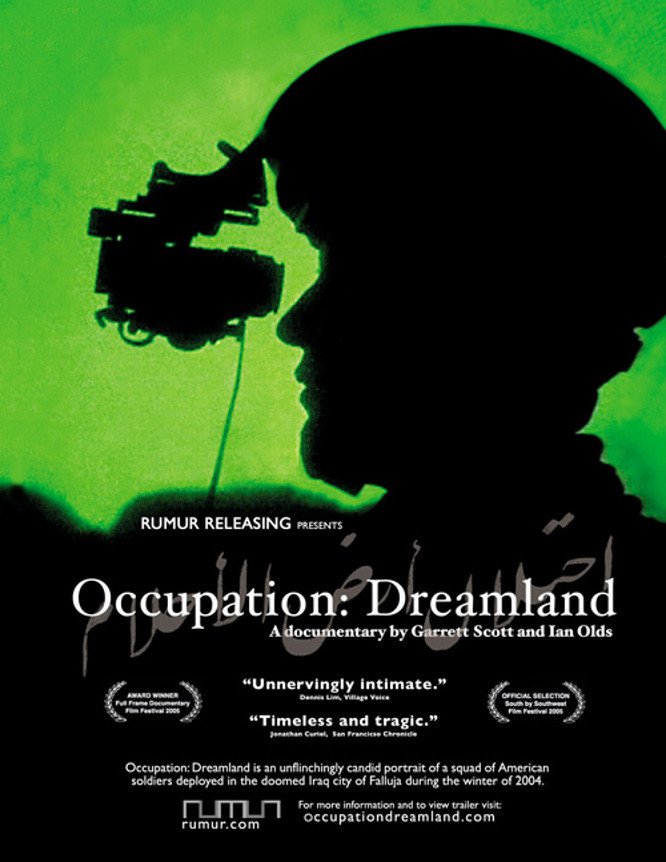 RUMUR RELEASING PRESENTS
احتلال أرض الأحلام
Occupation: Dreamland
A documentary by Garrett Scott and Ian Olds
AWARD WINNER
Full Frame Documentary
Film Festival 2005
“Unnervingly intimate.”
Dennis Lim, Village Voice
“Timeless and tragic.”
Jonathan Curiel, San Francicso Chronicle
OFFICIAL SELECTION
South by Southwest
Film Festival 2005
Occupation: Dreamland is an unflinchingly candid portrait of a squad of American
soldiers deployed in the doomed Iraq city of Falluja during the winter of 2004.
rumur
rumur.com
For more information and to view trailer visit:
occupationdreamland.com